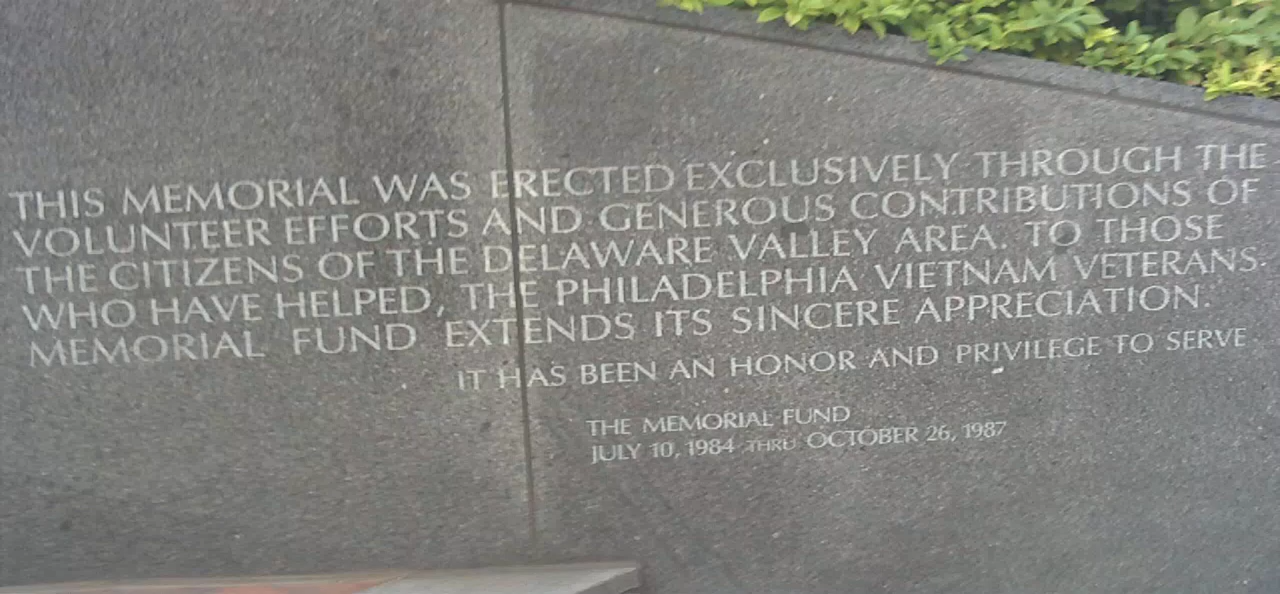 THIS MEMORIAL WAS ERECTED EXCLUSIVELY THROUGH THE
VOLUNTEER EFFORTS AND GENEROUS CONTRIBUTIONS OF
THE CITIZENS OF THE DELAWARE VALLEY AREA. TO THOSE
WHO HAVE HELPED, THE PHILADELPHIA VIETNAM VETERANS
MEMORIAL FUND EXTENDS ITS SINCERE APPRECIATION.
IT HAS BEEN AN HONOR AND PRIVILEGE TO SERVE
THE MEMORIAL FUND
JULY 10, 1984 THRU OCTOBER 26, 1987